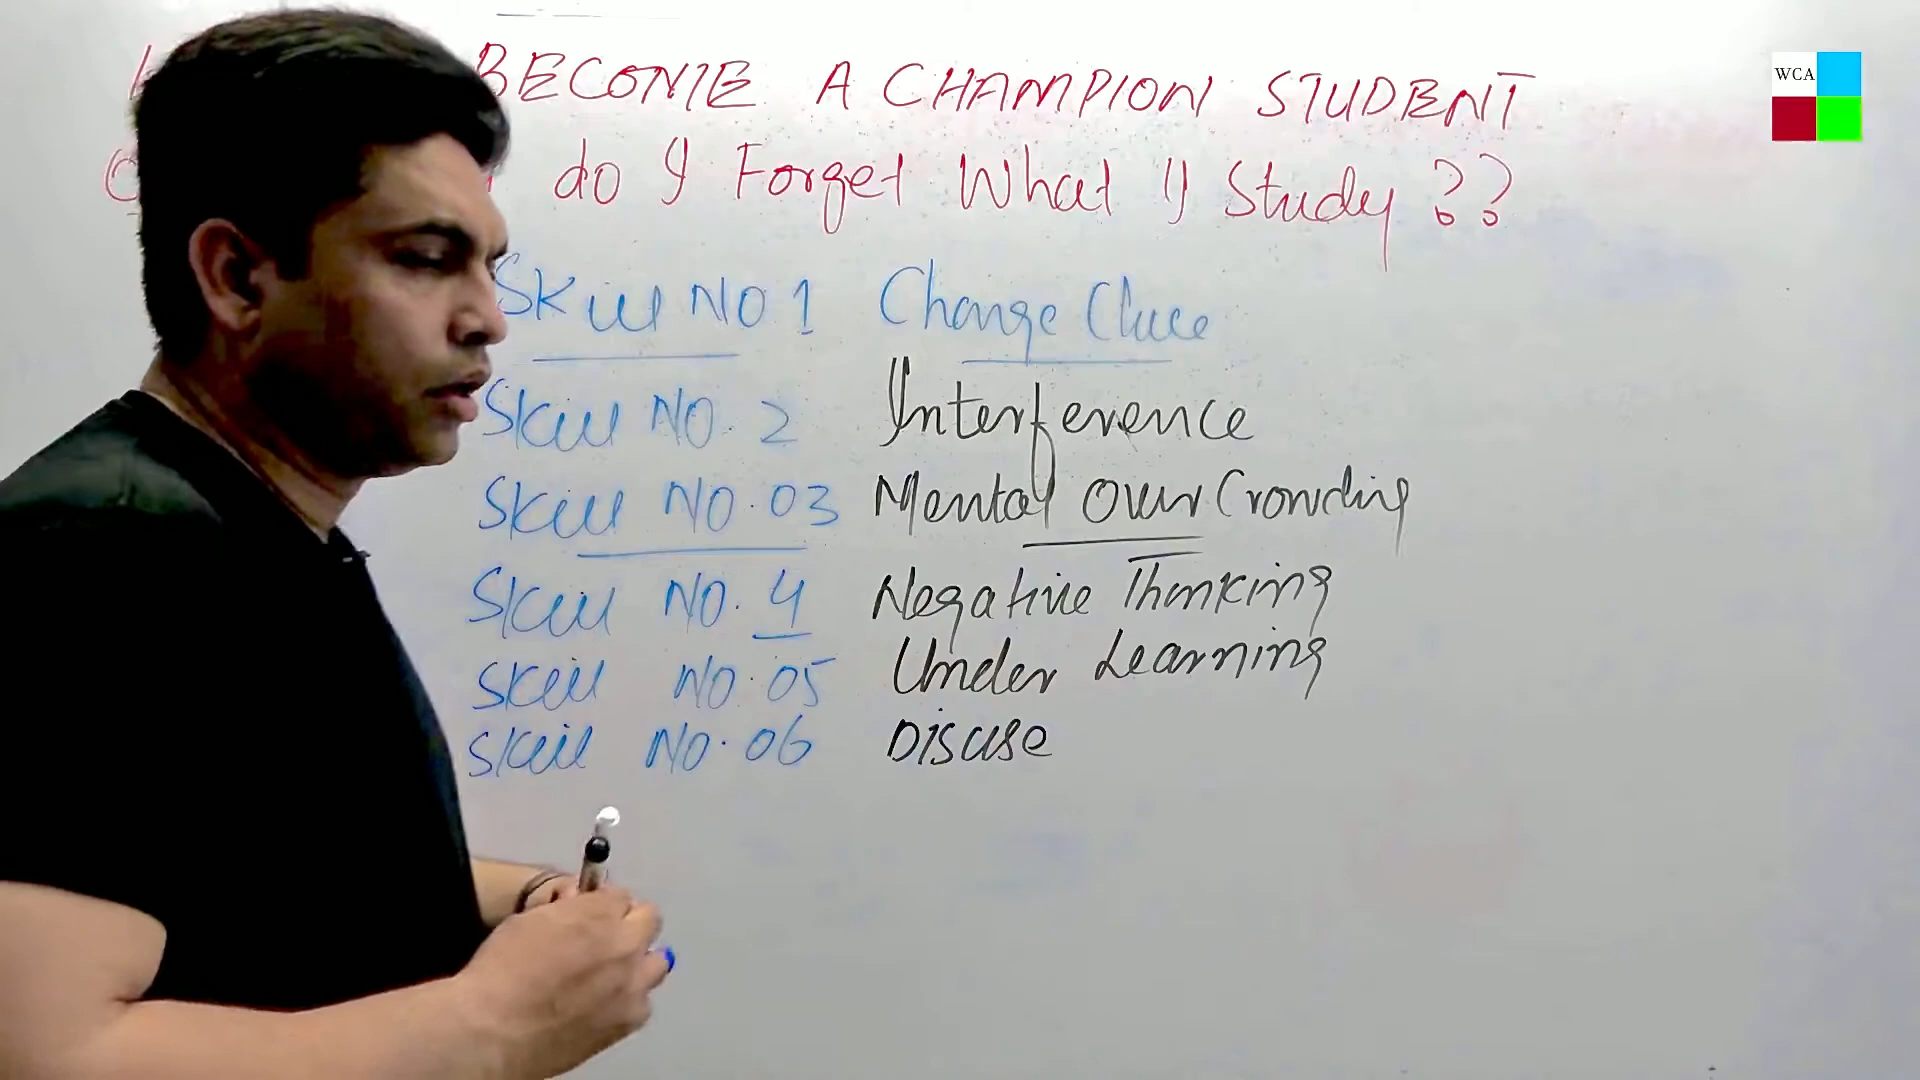 BECOME A CHAMPION STUDENT
do I Forget What I Study ??
Skill NO 1 Change Clue
Skill NO. 2 Interference
Skill NO. 03 Mental Over Crowding
Skill NO. 4 Negative Thinking
Skill NO. 05 Under Learning
Skill NO. 06 Disuse
WCA